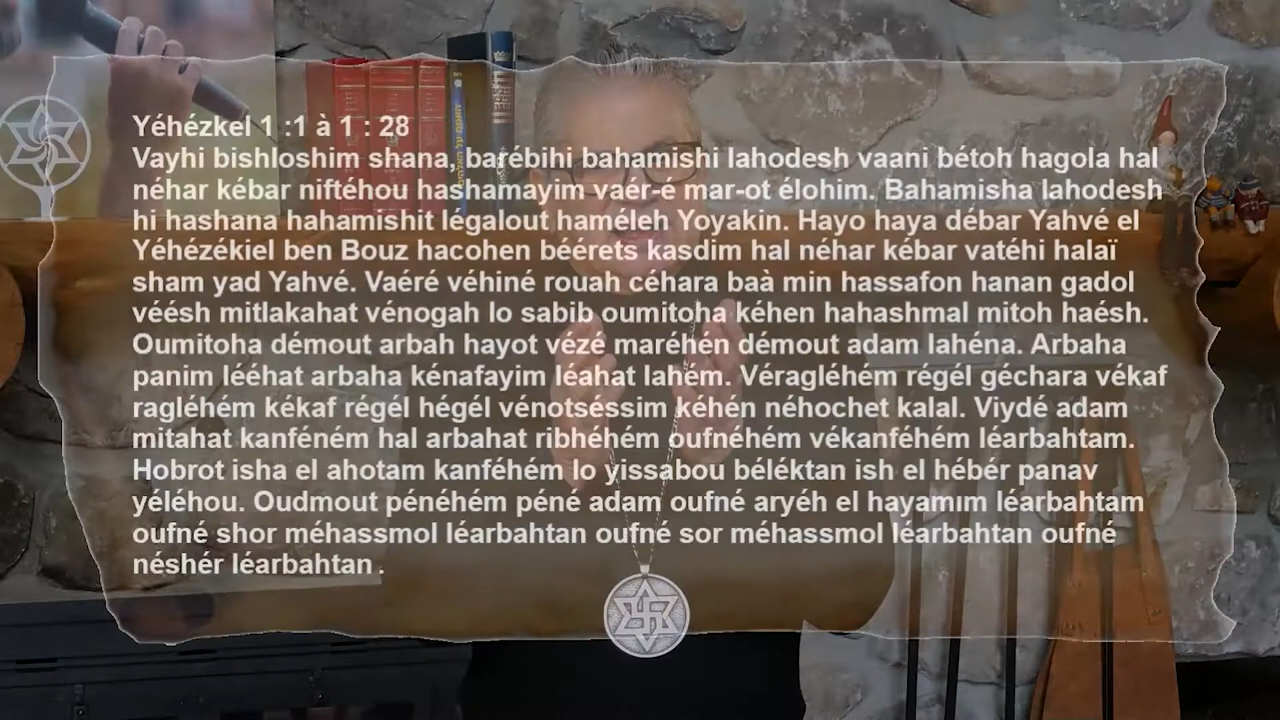 Yéhézkel 1 :1 à 1 : 28
Vayhi bishloshim shana, barébihi bahamishi lahodesh vaani bétoh hagola hal
néhar kébar niftéhou hashamayim vaér-é mar-ot élohim. Bahamisha lahodesh
hi hashana hahamishit légalout haméleh Yoyakin. Hayo haya débar Yahvé el
Yéhézékiel ben Bouz hacohen béérets kasdim hal néhar kébar vatéhi halaï
sham yad Yahvé. Vaéré véhiné rouah céhara baà min hassafon hanan gadol
véésh mitlakahat vénogah lo sabib oumitoha kéhen hahashmal mitoh haésh.
Oumitoha démout arbah hayot vézé maréhén démout adam lahéna. Arbaha
panim lééhat arbaha kénafayim léahat lahém. Véragléhém régél géchara vékaf
ragléhém kékaf régél hégél vénotséssim kéhén néhochet kalal. Viydé adam
mitahat kanféném hal arbahat ribhéhém oufnéhém vékanféhém léarbahtam.
Hobrot isha el ahotam kanféhém lo yissabou béléktan ish el hébér panav
yéléhou. Oudmout pénéhém péné adam oufné aryéh el hayamım léarbahtam
oufné shor méhassmol léarbahtan oufné sor méhassmol léarbahtan oufné
néshér léarbahtan .